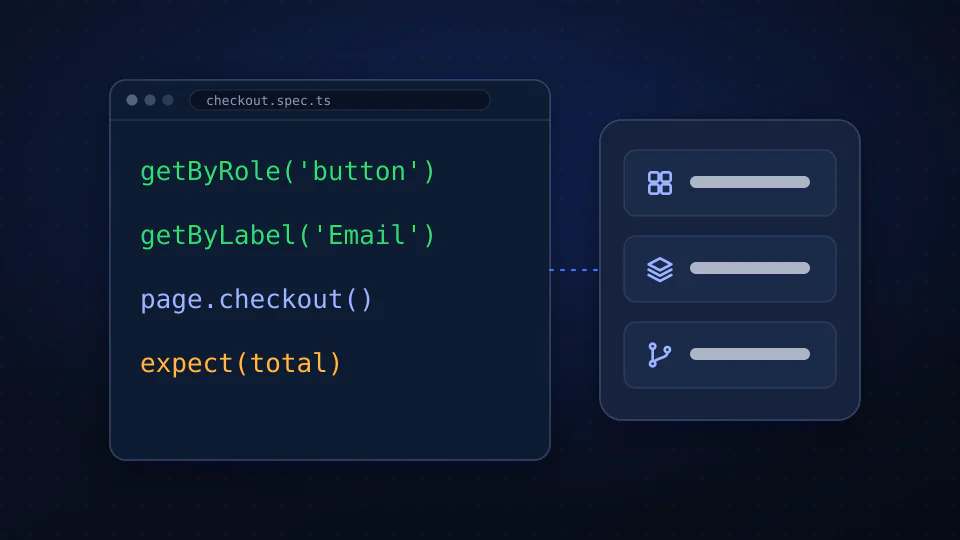 checkout.spec.ts
getByRole('button')
getByLabel('Email')
page.checkout()
expect(total)